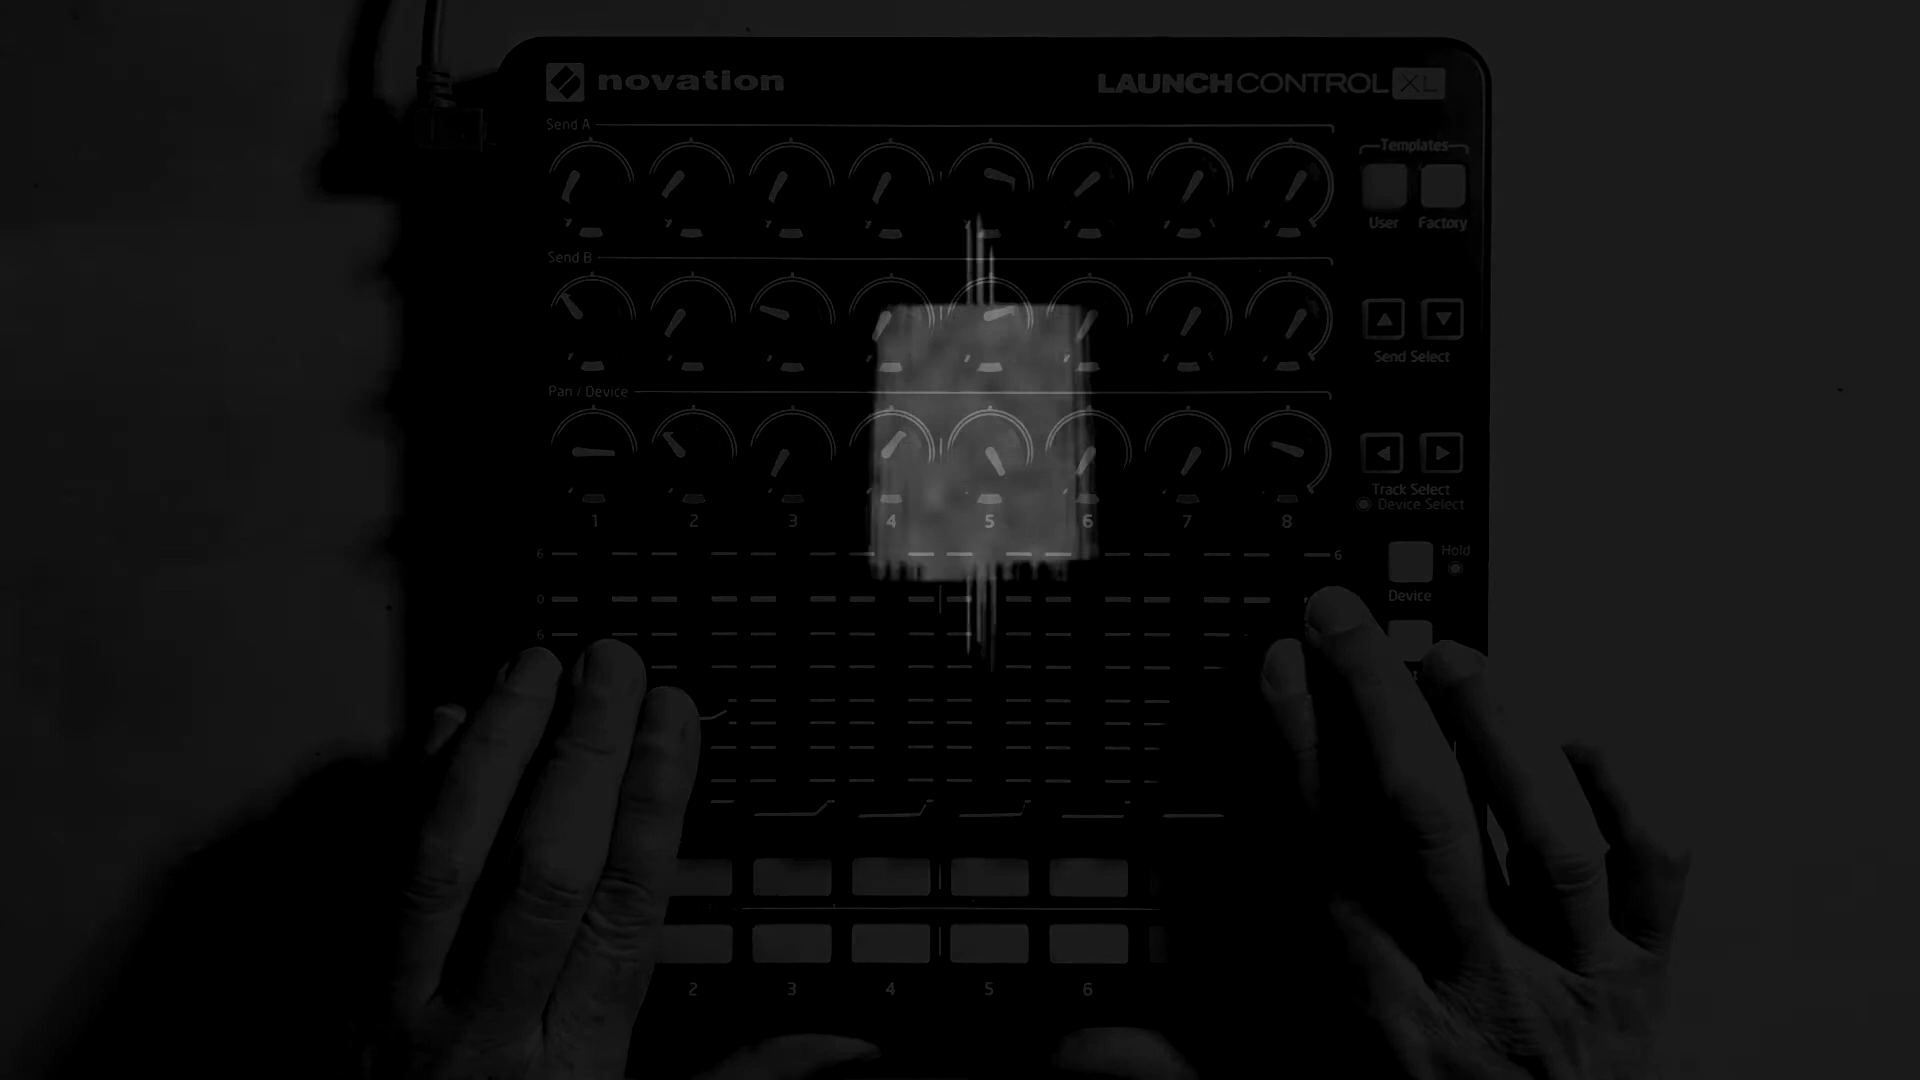 novation
LAUNCHCONTROL XL
Send A
Templates
User Factory
Send B
Send Select
Pan / Device
Track Select
Device Select
1 2 3 4 5 6 7 8
6 6
Hold
0
Device
6
2 3 4 5 6